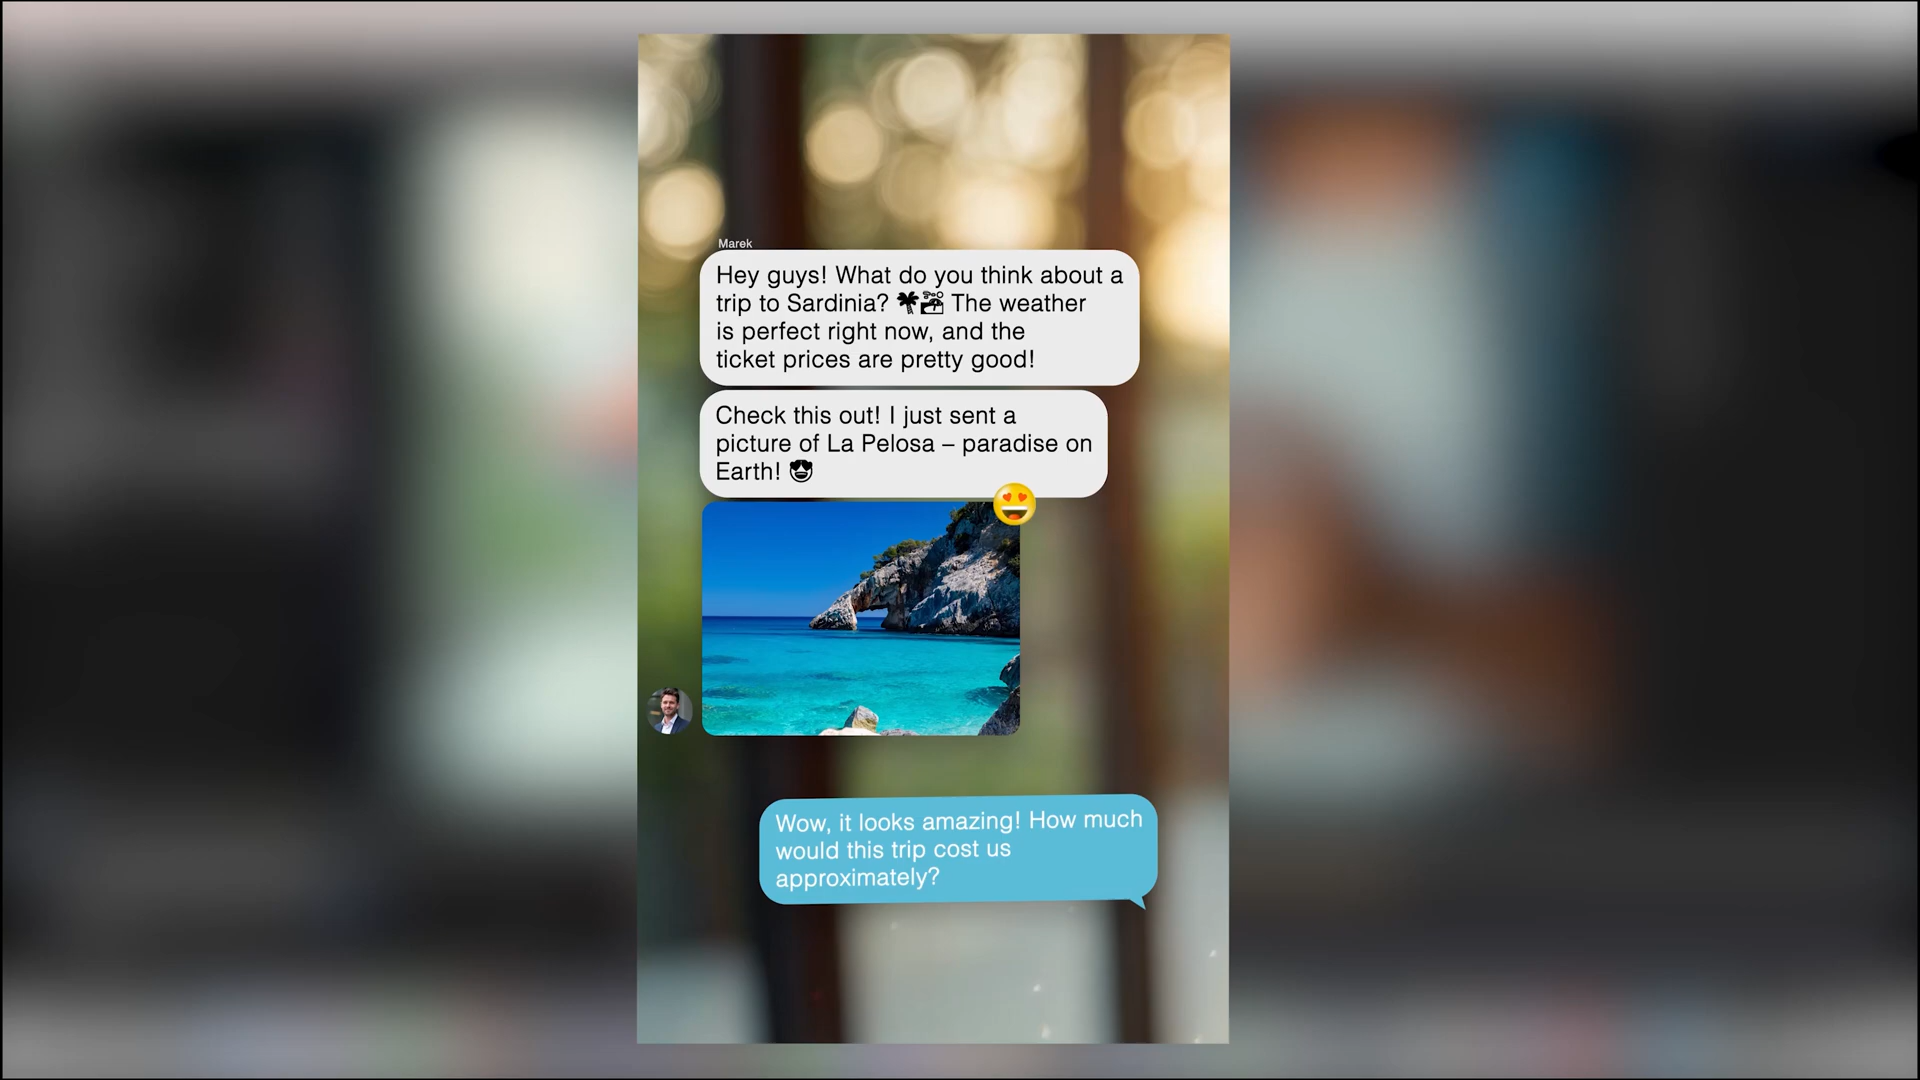 Marek
Hey guys! What do you think about a
trip to Sardinia? 🌴🏖 The weather
is perfect right now, and the
ticket prices are pretty good!
Check this out! I just sent a
picture of La Pelosa – paradise on
Earth! 😍
Wow, it looks amazing! How much
would this trip cost us
approximately?